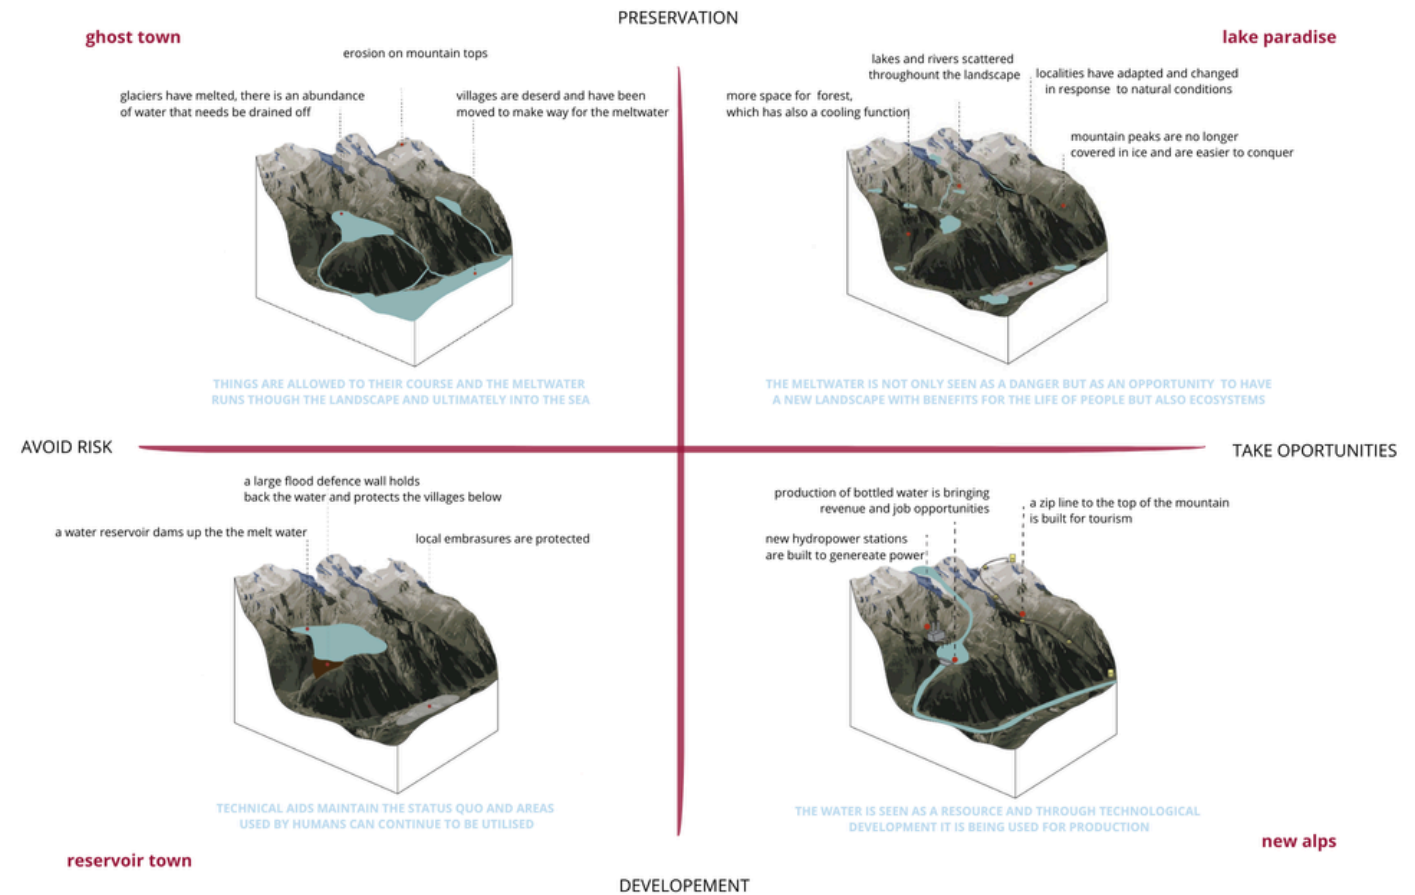 PRESERVATION
ghost town
erosion on mountain tops
glaciers have melted, there is an abundance
of water that needs be drained off
villages are deserd and have been
moved to make way for the meltwater
THINGS ARE ALLOWED TO THEIR COURSE AND THE MELTWATER
RUNS THOUGH THE LANDSCAPE AND ULTIMATELY INTO THE SEA
lake paradise
lakes and rivers scattered
throughount the landscape
localities have adapted and changed
in response to natural conditions
more space for forest,
which has also a cooling function
mountain peaks are no longer
covered in ice and are easier to conquer
THE MELTWATER IS NOT ONLY SEEN AS A DANGER BUT AS AN OPPORTUNITY TO HAVE
A NEW LANDSCAPE WITH BENEFITS FOR THE LIFE OF PEOPLE BUT ALSO ECOSYSTEMS
AVOID RISK
TAKE OPORTUNITIES
a large flood defence wall holds
back the water and protects the villages below
a water reservoir dams up the the melt water
local embrasures are protected
TECHNICAL AIDS MAINTAIN THE STATUS QUO AND AREAS
USED BY HUMANS CAN CONTINUE TO BE UTILISED
reservoir town
production of bottled water is bringing
revenue and job opportunities
a zip line to the top of the mountain
is built for tourism
new hydropower stations
are built to genereate power
THE WATER IS SEEN AS A RESOURCE AND THROUGH TECHNOLOGICAL
DEVELOPMENT IT IS BEING USED FOR PRODUCTION
new alps
DEVELOPEMENT